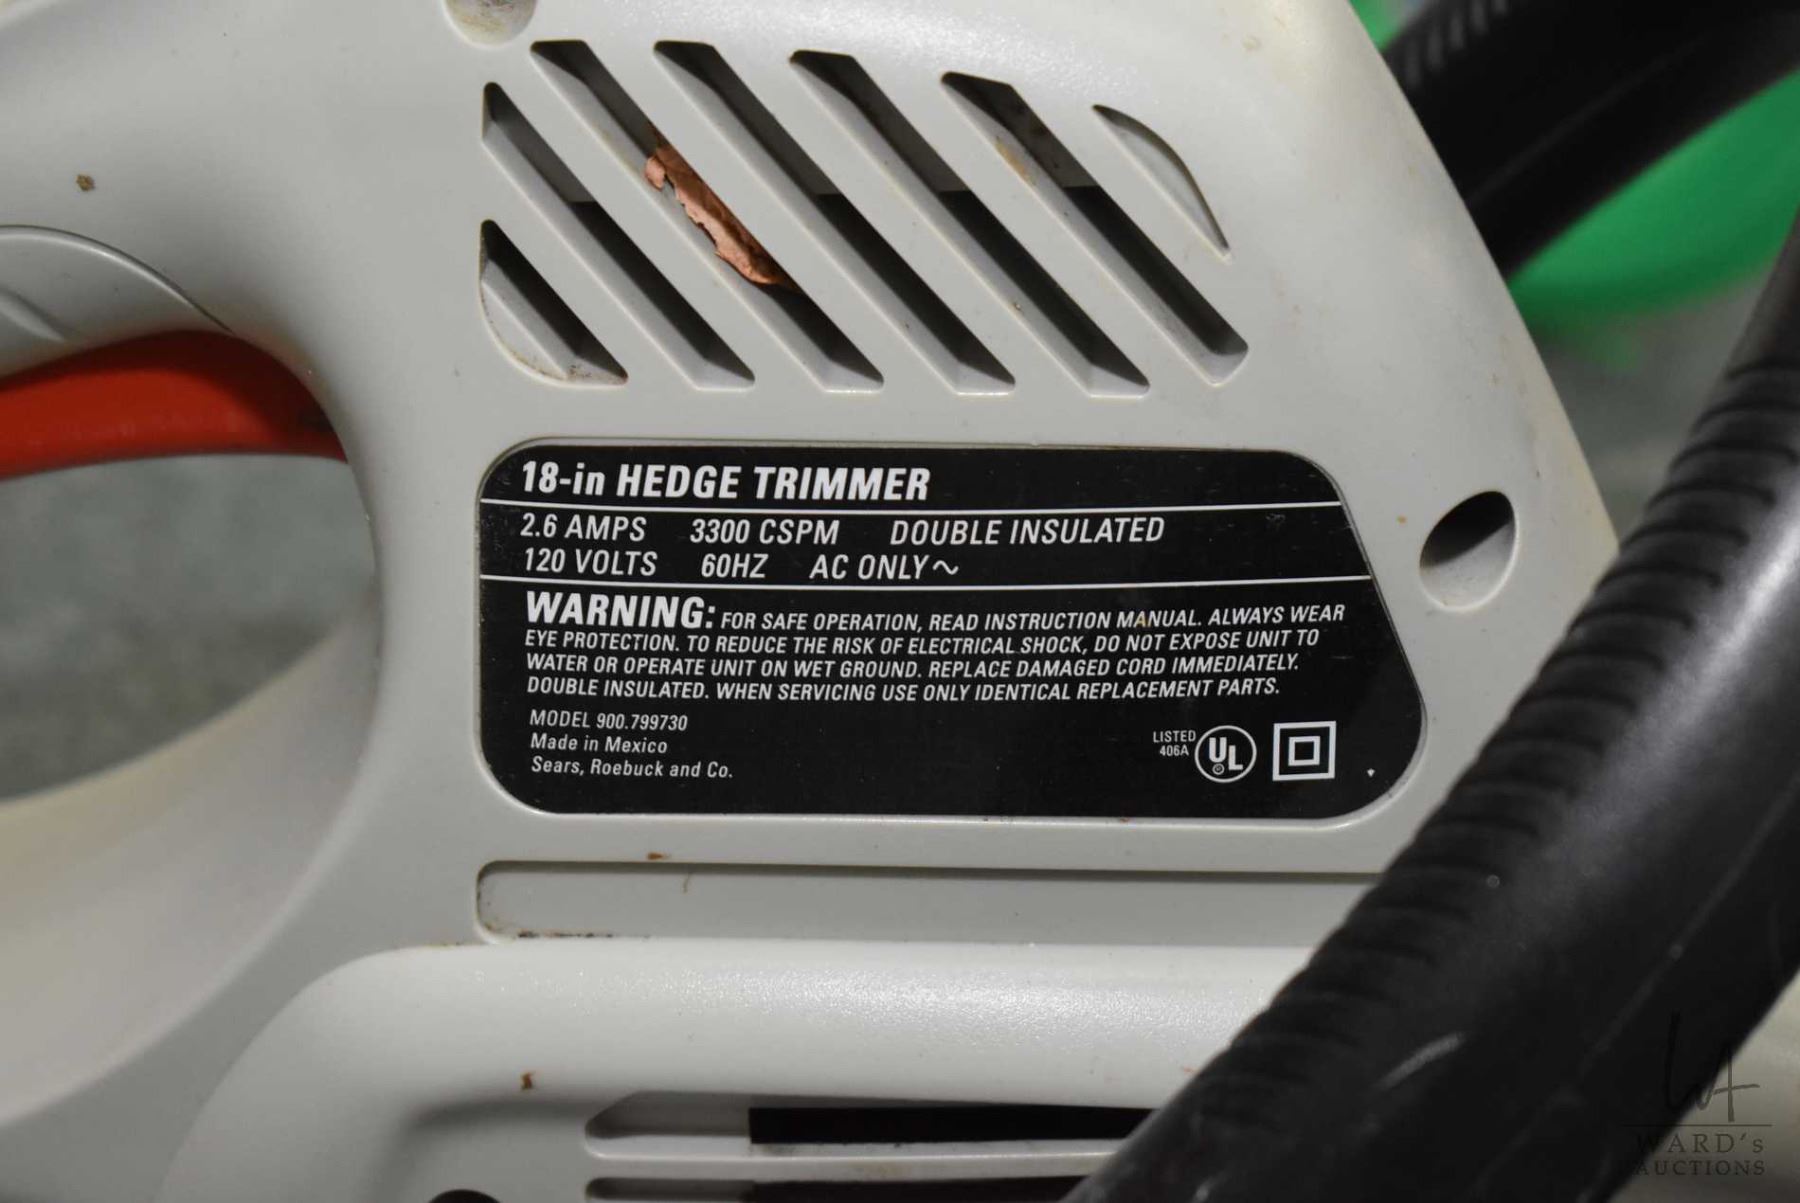 18-in HEDGE TRIMMER
2.6 AMPS 3300 CSPM DOUBLE INSULATED
120 VOLTS 60HZ AC ONLY ~
WARNING: FOR SAFE OPERATION, READ INSTRUCTION MANUAL. ALWAYS WEAR
EYE PROTECTION. TO REDUCE THE RISK OF ELECTRICAL SHOCK, DO NOT EXPOSE UNIT TO
WATER OR OPERATE UNIT ON WET GROUND. REPLACE DAMAGED CORD IMMEDIATELY.
DOUBLE INSULATED. WHEN SERVICING USE ONLY IDENTICAL REPLACEMENT PARTS.
MODEL 900.799730
Made in Mexico
Sears, Roebuck and Co.
LISTED
406A
UL
WA
WARD's
AUCTIONS